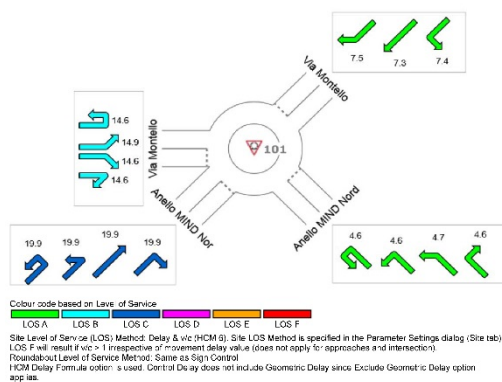 7.5
7.3
7.4
Via Montello
14.6
14.9
14.6
14.6
Via Montello
101
Anello MIND Nor
Anello MIND Nord
19.9
19.9
19.9
19.9
4.6
4.6
4.7
4.6
Colour code based on Level of Service
LOS A
LOS B
LOS C
LOS D
LOS E
LOS F
Site Level of Service (LOS) Method: Delay & v/c (HCM 6). Site LOS Method is specified in the Parameter Settings dialog (Site tab).
LOS F will result if v/c > 1 irrespective of movement delay value (does not apply for approaches and intersection).
Roundabout Level of Service Method: Same as Sign Control
HCM Delay Formula option is used. Control Delay does not include Geometric Delay since Exclude Geometric Delay option
applies.